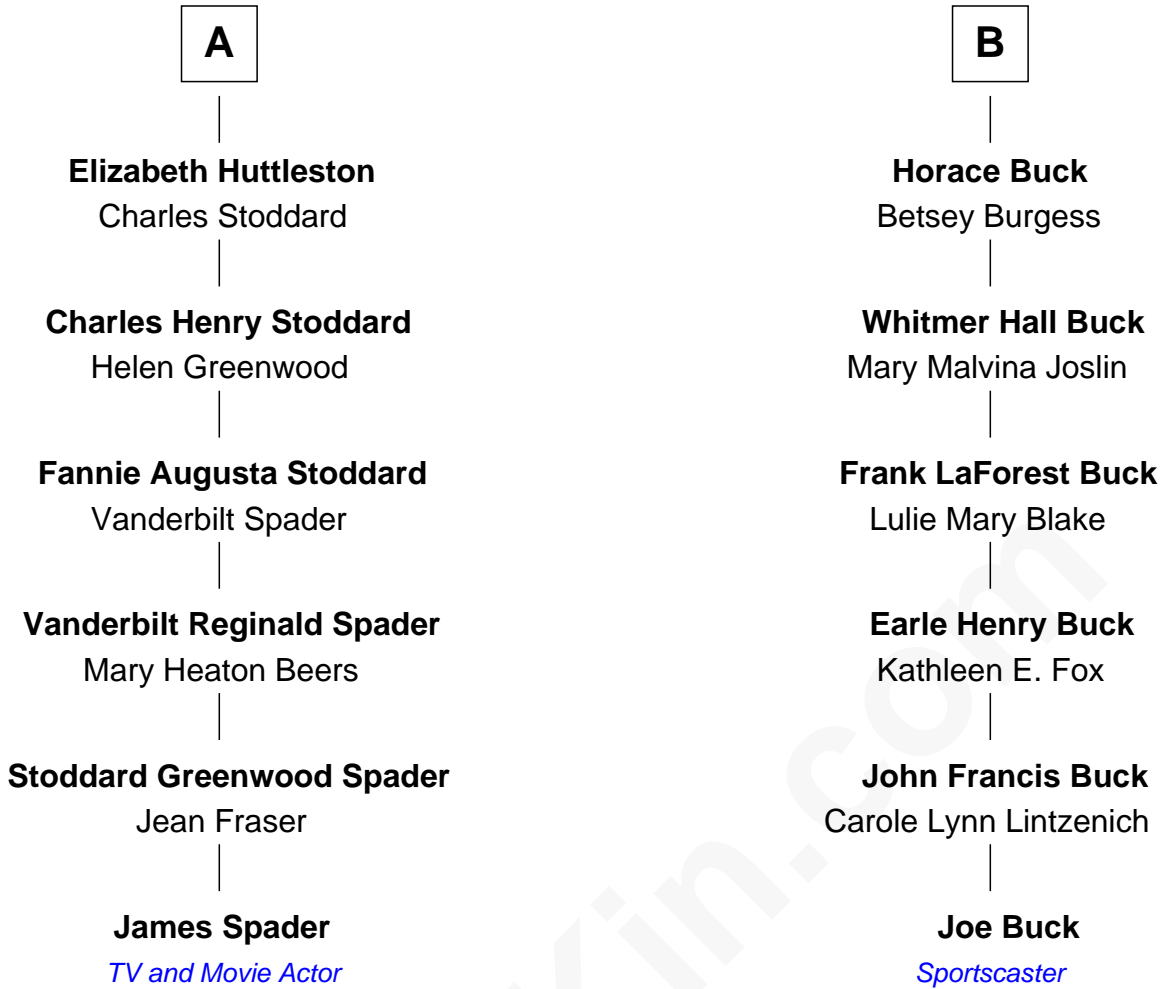 A
Elizabeth Huttleston
Charles Stoddard
Charles Henry Stoddard
Helen Greenwood
Fannie Augusta Stoddard
Vanderbilt Spader
Vanderbilt Reginald Spader
Mary Heaton Beers
Stoddard Greenwood Spader
Jean Fraser
James Spader
TV and Movie Actor
B
Horace Buck
Betsey Burgess
Whitmer Hall Buck
Mary Malvina Joslin
Frank LaForest Buck
Lulie Mary Blake
Earle Henry Buck
Kathleen E. Fox
John Francis Buck
Carole Lynn Lintzenich
Joe Buck
Sportscaster
Kin.com